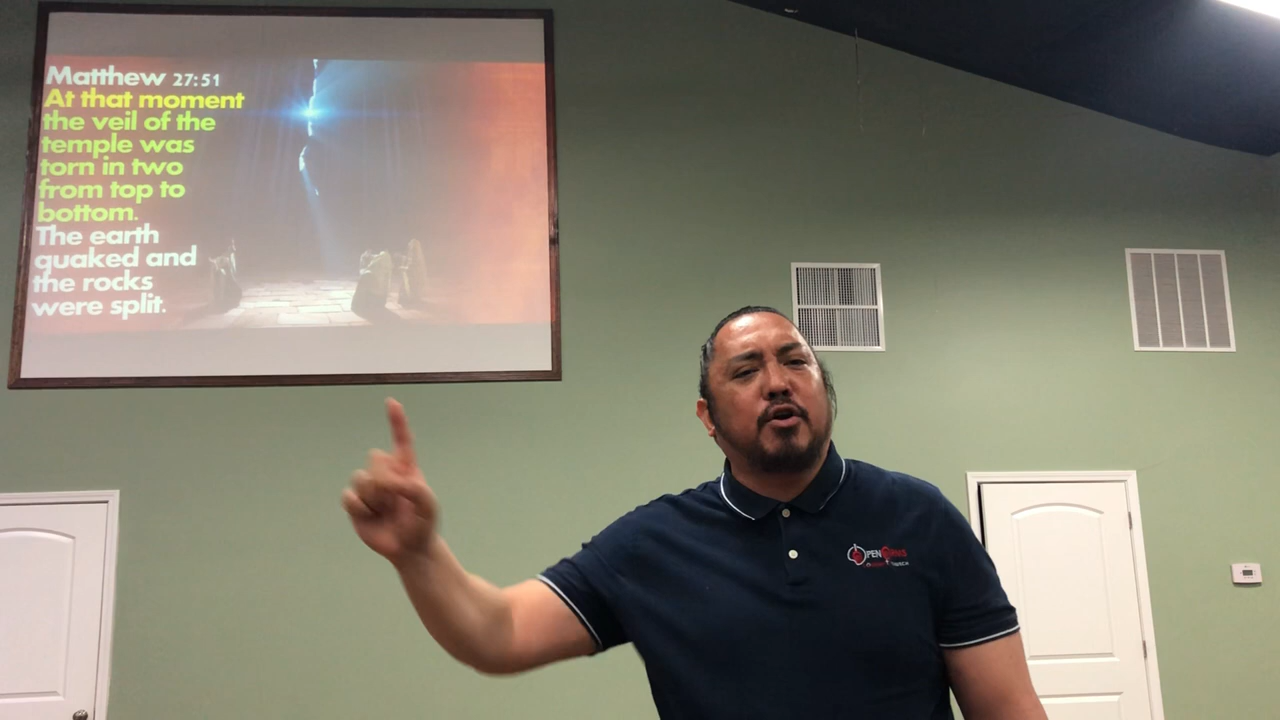 Matthew 27:51
At that moment
the veil of the
temple was
torn in two
from top to
bottom.
The earth
quaked and
the rocks
were split.